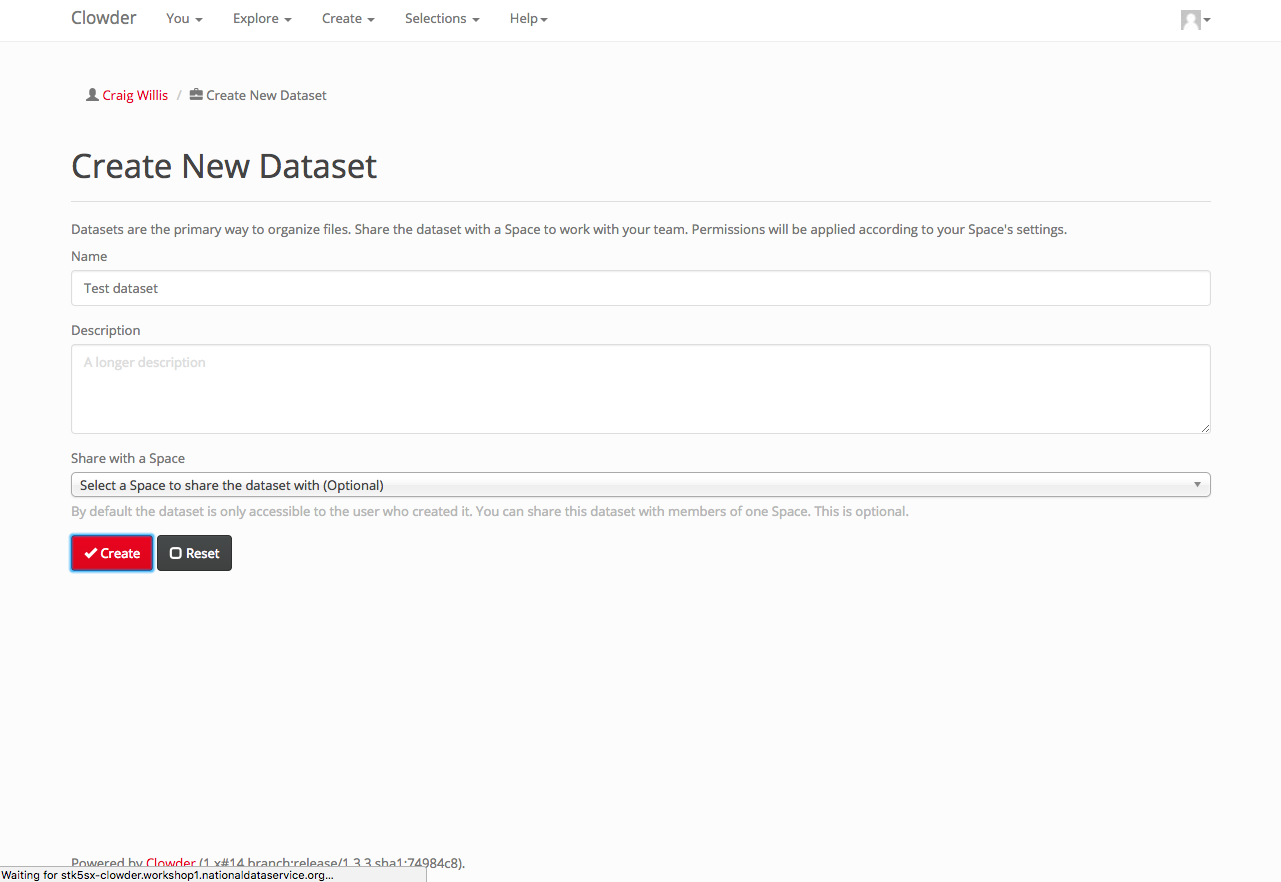 Clowder You Explore Create Selections Help
Craig Willis / Create New Dataset
Create New Dataset
Datasets are the primary way to organize files. Share the dataset with a Space to work with your team. Permissions will be applied according to your Space's settings.
Name
Test dataset
Description
A longer description
Share with a Space
Select a Space to share the dataset with (Optional)
By default the dataset is only accessible to the user who created it. You can share this dataset with members of one Space. This is optional.
Create Reset
Powered by Clowder (1.x#14 branch:release/1.3.3 sha1:74984c8).
Waiting for stk5sx-clowder.workshop1.nationaldataservice.org...